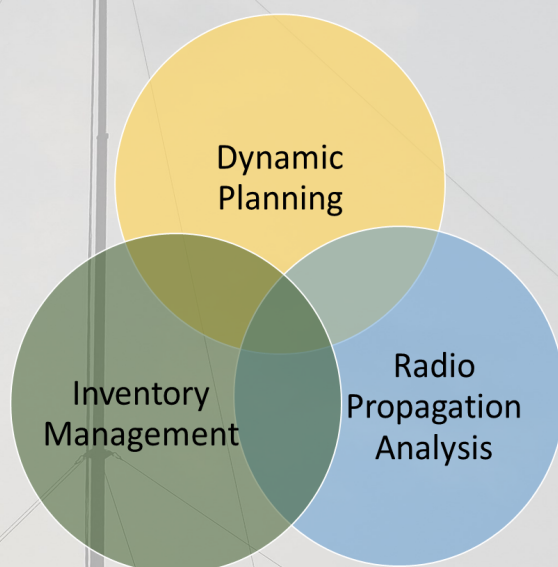 Dynamic
Planning
Inventory
Management
Radio
Propagation
Analysis